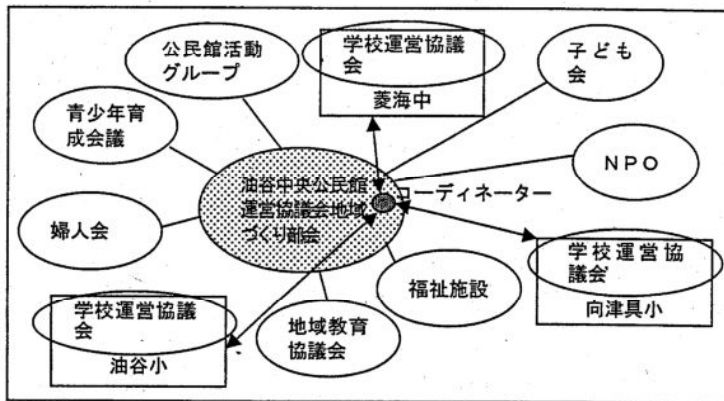 公民館活動
グループ
学校運営協議
会
菱海中
子ども
会
青少年育
成会議
NPO
油谷中央公民館
運営協議会地域
づくり部会
コーディネーター
婦人会
学校運営協
議会
向津具小
福祉施設
学校運営協議
会
油谷小
地域教育
協議会